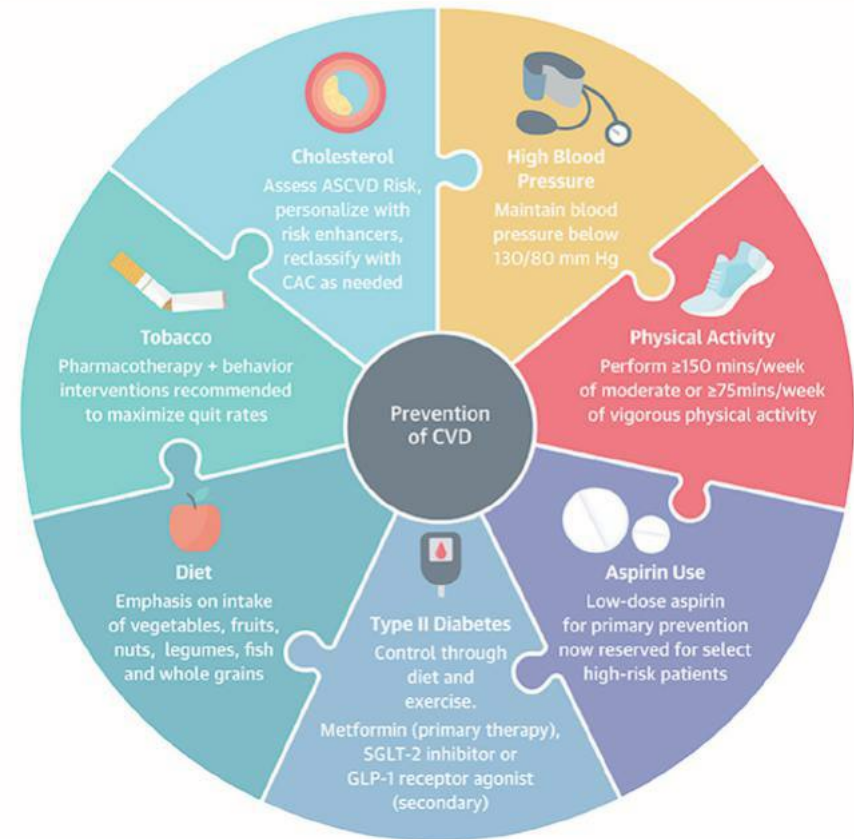 Cholesterol
Assess ASCVD Risk,
personalize with
risk enhancers,
reclassify with
CAC as needed
High Blood
Pressure
Maintain blood
pressure below
130/80 mm Hg
Physical Activity
Perform ≥150 mins/week
of moderate or ≥75mins/week
of vigorous physical activity
Aspirin Use
Low-dose aspirin
for primary prevention
now reserved for select
high-risk patients
Type II Diabetes
Control through
diet and
exercise.
Metformin (primary therapy),
SGLT-2 inhibitor or
GLP-1 receptor agonist
(secondary)
Diet
Emphasis on intake
of vegetables, fruits,
nuts, legumes, fish
and whole grains
Tobacco
Pharmacotherapy + behavior
interventions recommended
to maximize quit rates
Prevention
of CVD